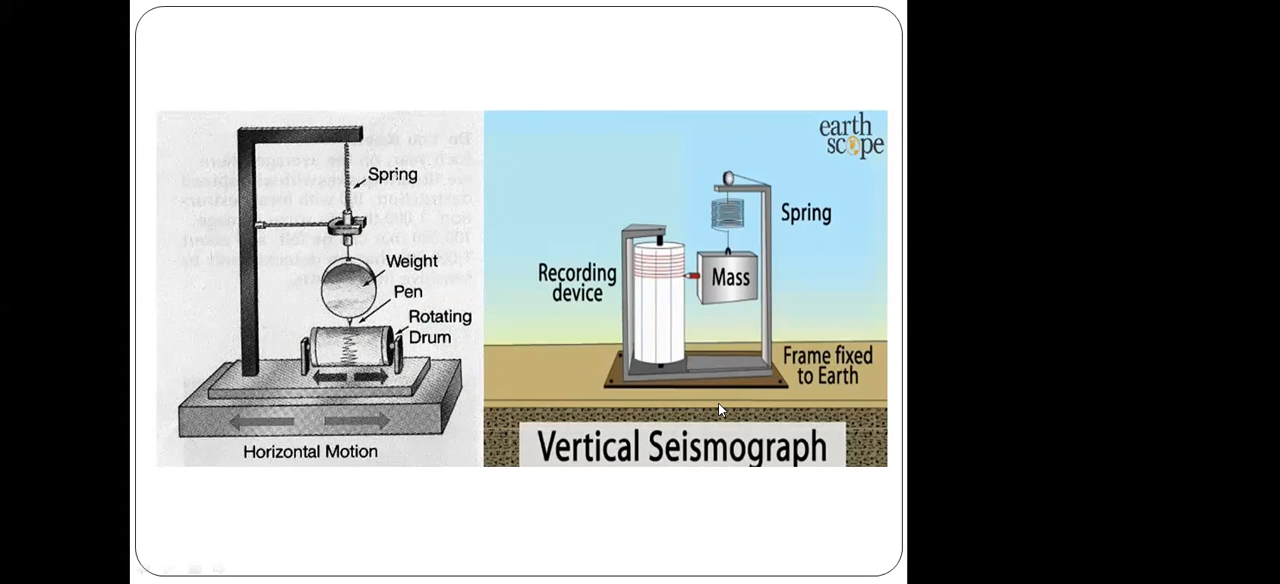 Spring
Weight
Pen
Rotating
Drum
Horizontal Motion
earth
scope
Spring
Recording
device
Mass
Frame fixed
to Earth
Vertical Seismograph